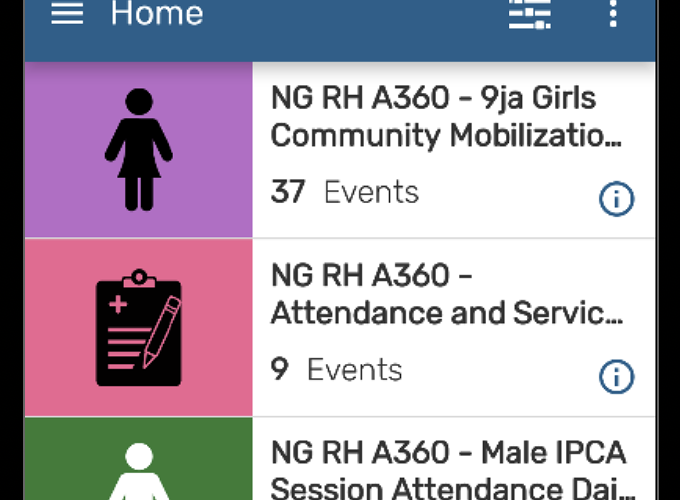 Home
NG RH A360 - 9ja Girls
Community Mobilizatio...
37 Events
NG RH A360 -
Attendance and Servic...
9 Events
NG RH A360 - Male IPCA
Session Attendance Dai...